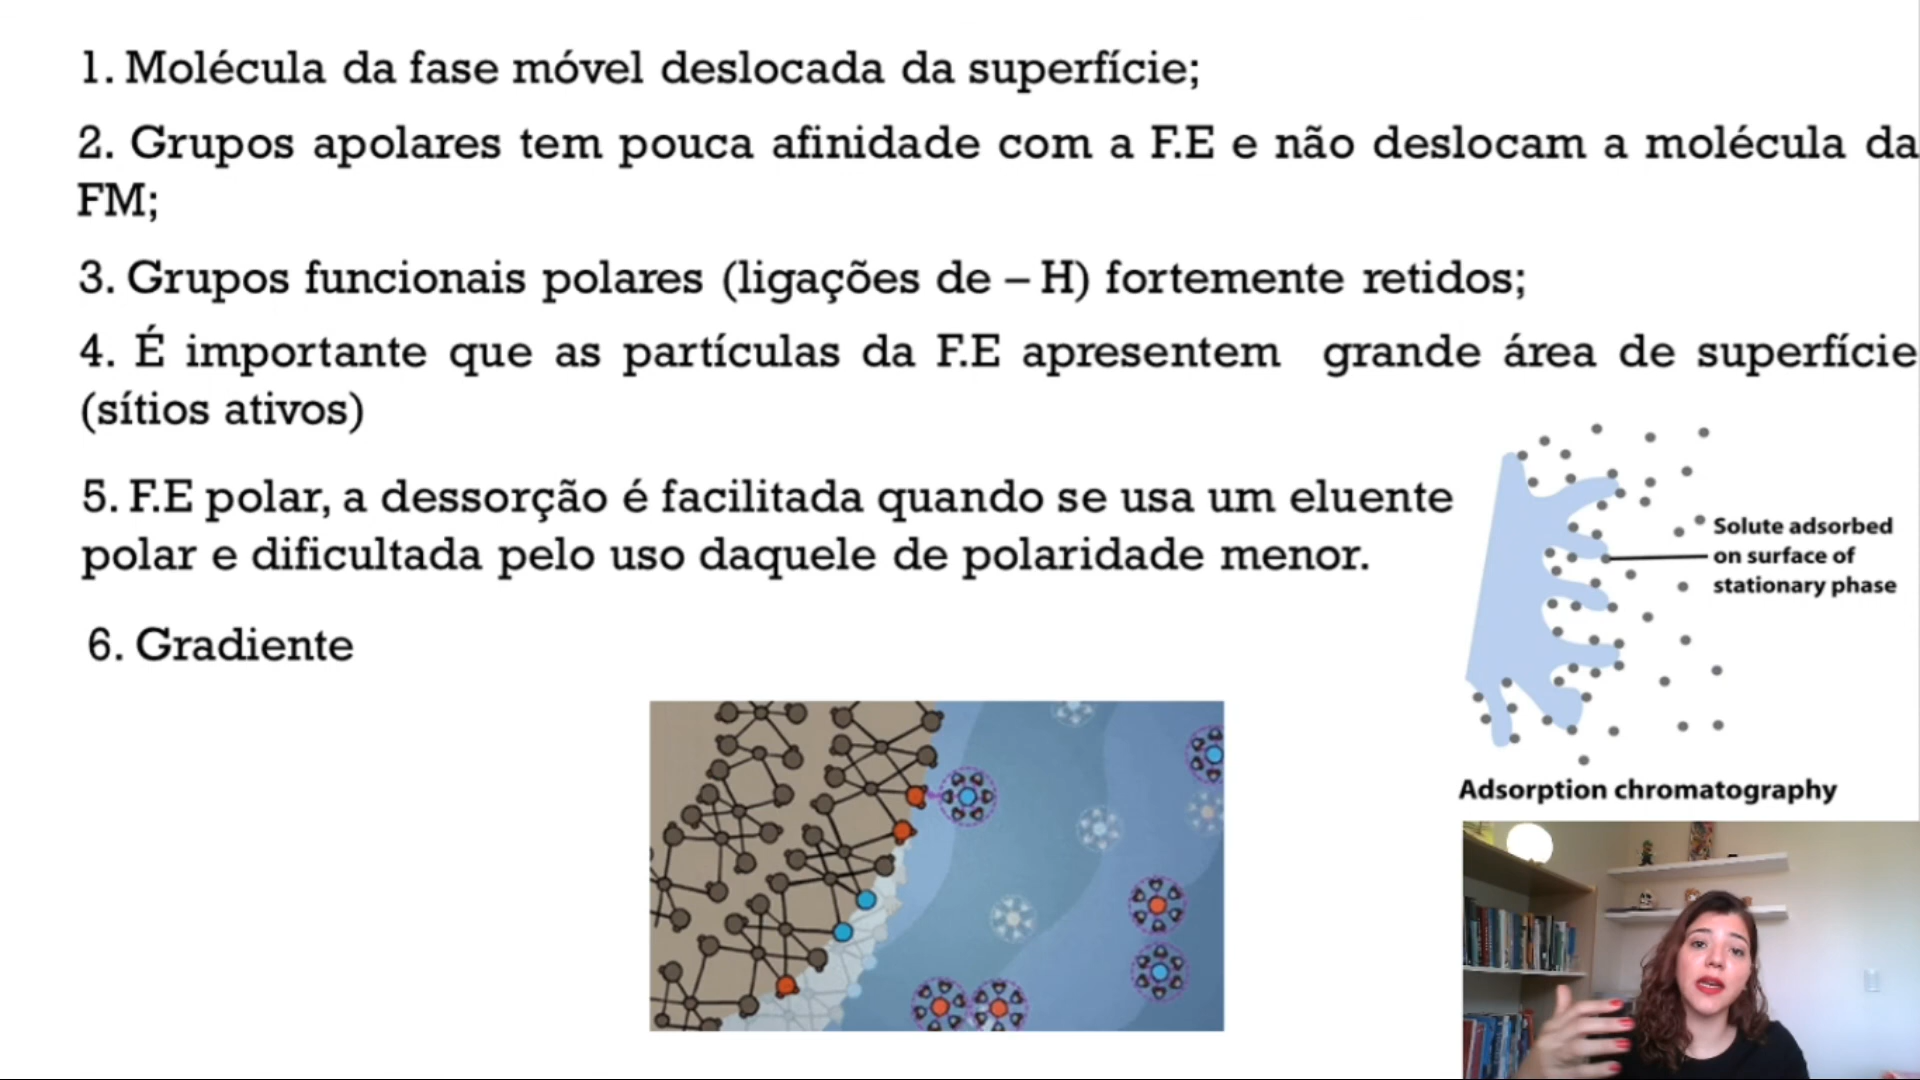 1. Molécula da fase móvel deslocada da superfície;
2. Grupos apolares tem pouca afinidade com a F.E e não deslocam a molécula da
FM;
3. Grupos funcionais polares (ligações de – H) fortemente retidos;
4. É importante que as partículas da F.E apresentem grande área de superfície
(sítios ativos)
5. F.E polar, a dessorção é facilitada quando se usa um eluente
polar e dificultada pelo uso daquele de polaridade menor.
6. Gradiente
Solute adsorbed
on surface of
stationary phase
Adsorption chromatography